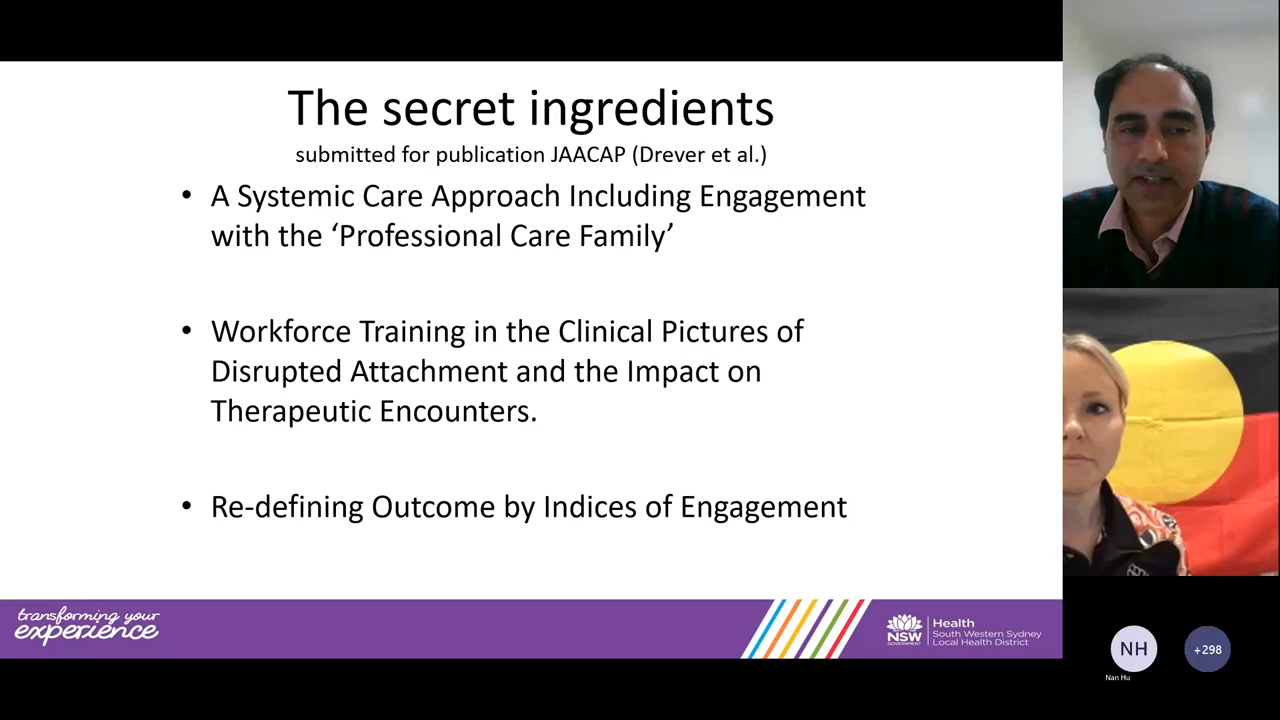 The secret ingredients
submitted for publication JAACAP (Drever et al.)
• A Systemic Care Approach Including Engagement
with the ‘Professional Care Family’
• Workforce Training in the Clinical Pictures of
Disrupted Attachment and the Impact on
Therapeutic Encounters.
• Re-defining Outcome by Indices of Engagement
transforming your
experience
NSW
GOVERNMENT
Health
South Western Sydney
Local Health District
NH
Nan Hu
+298